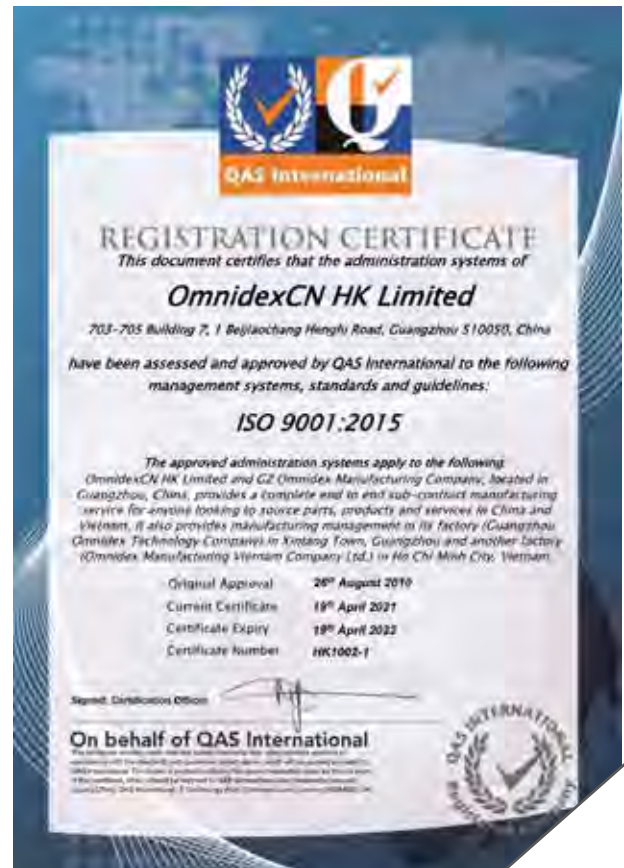 QAS International
REGISTRATION CERTIFICATE
This document certifies that the administration systems of
OmnidexCN HK Limited
703-705 Building 7, 1 Beijiaochang Hengfu Road, Guangzhou 510050, China
have been assessed and approved by QAS International to the following
management systems, standards and guidelines:
ISO 9001:2015
The approved administration systems apply to the following
OmnidexCN HK Limited and GZ Omnidex Manufacturing Company, located in
Guangzhou, China, provides a complete end to end sub-contract manufacturing
service for anyone looking to source parts, products and services in China and
Vietnam, it also provides manufacturing management in its factory (Guangzhou
Omnidex Technology Company) in Xintang Town, Guangzhou and another factory
(Omnidex Manufacturing Vietnam Company Ltd.) in Ho Chi Minh City, Vietnam.
Original Approval 26th August 2010
Current Certificate 19th April 2021
Certificate Expiry 19th April 2022
Certificate Number HK1002-1
Signed: Certification Officer
On behalf of QAS International
QAS INTERNATIONAL